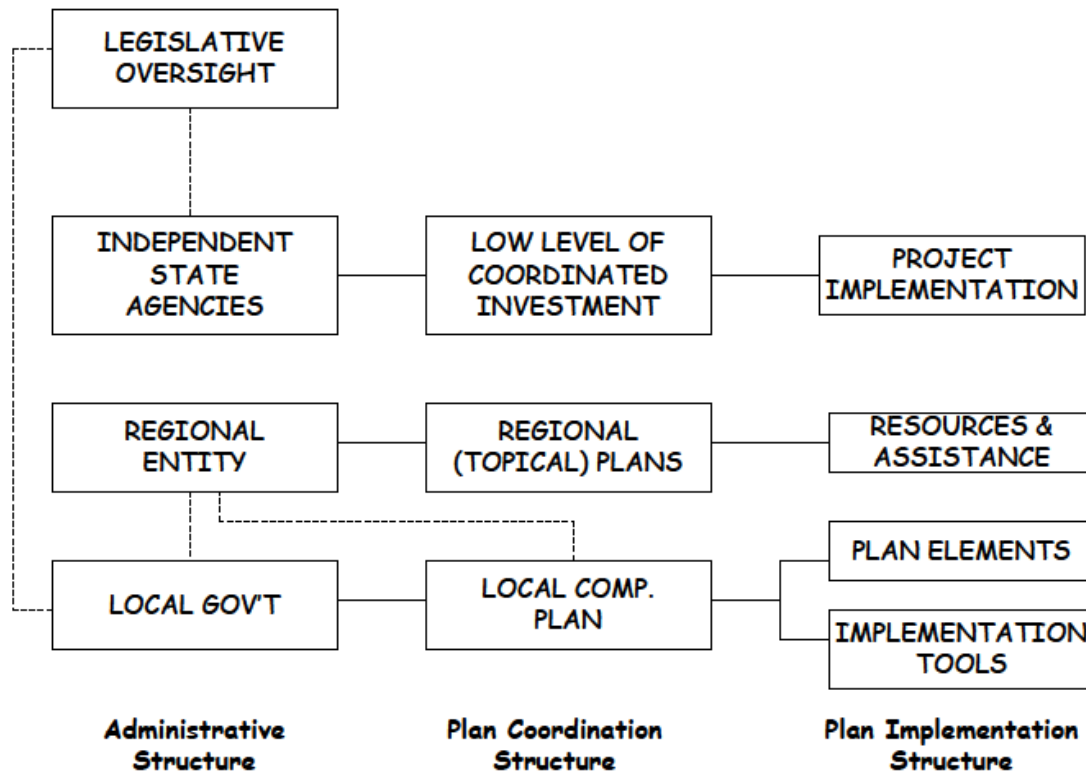 LEGISLATIVE
OVERSIGHT
INDEPENDENT
STATE
AGENCIES
LOW LEVEL OF
COORDINATED
INVESTMENT
PROJECT
IMPLEMENTATION
REGIONAL
ENTITY
REGIONAL
(TOPICAL) PLANS
RESOURCES &
ASSISTANCE
LOCAL GOV'T
LOCAL COMP.
PLAN
PLAN ELEMENTS
IMPLEMENTATION
TOOLS
Administrative
Structure
Plan Coordination
Structure
Plan Implementation
Structure